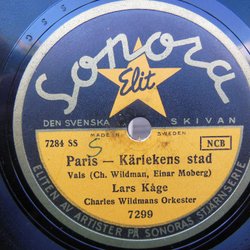 Sonora
Elit
DEN SVENSKA SKIVAN
MADE IN SWEDEN
7284 SS
S
NCB
Paris — Kärlekens stad
Vals (Ch. Wildman, Einar Moberg)
Lars Kåge
Charles Wildmans Orkester
7299
ELITEN AV ARTISTER PÅ SONORAS STJÄRNSERIE